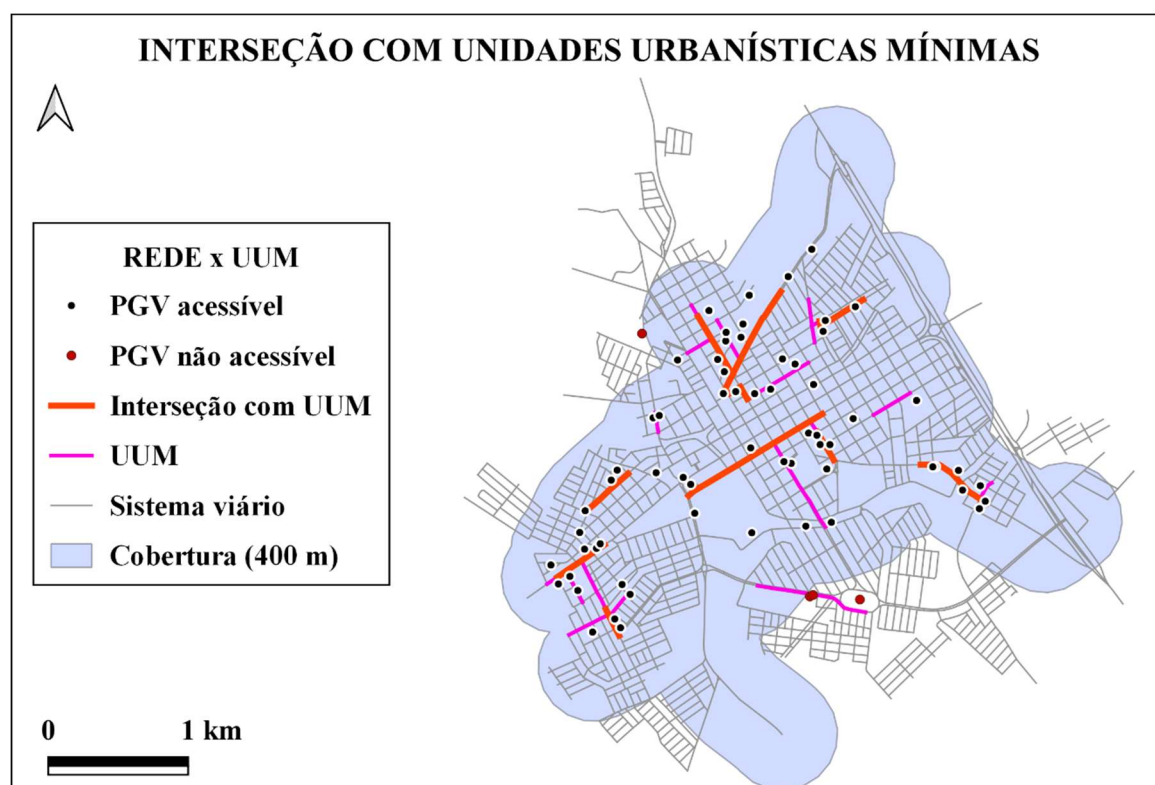 INTERSEÇÃO COM UNIDADES URBANÍSTICAS MÍNIMAS
REDE x UUM
PGV acessível
PGV não acessível
Interseção com UUM
UUM
Sistema viário
Cobertura (400 m)
0 1 km